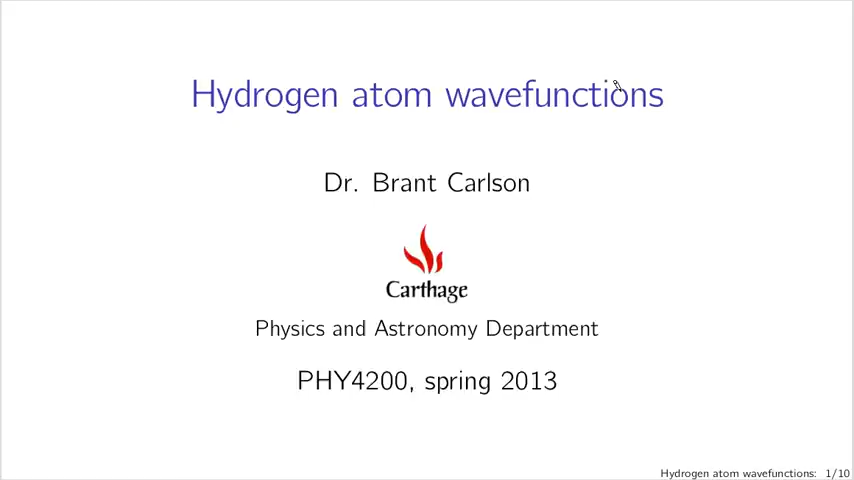 Hydrogen atom wavefunctions
Dr. Brant Carlson
Carthage
Physics and Astronomy Department
PHY4200, spring 2013
Hydrogen atom wavefunctions: 1/10